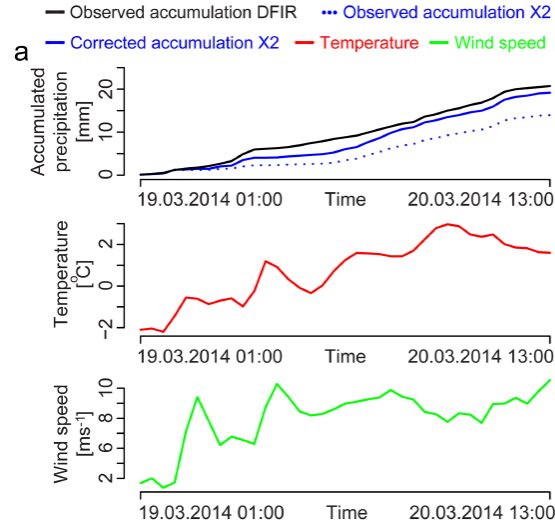 Observed accumulation DFIR Observed accumulation X2
Corrected accumulation X2 Temperature Wind speed
a
Accumulated
precipitation
[mm]
20
10
0
19.03.2014 01:00 Time 20.03.2014 13:00
Temperature
[°C]
2
0
−2
19.03.2014 01:00 Time 20.03.2014 13:00
Wind speed
[ms-1]
10
8
6
4
2
19.03.2014 01:00 Time 20.03.2014 13:00